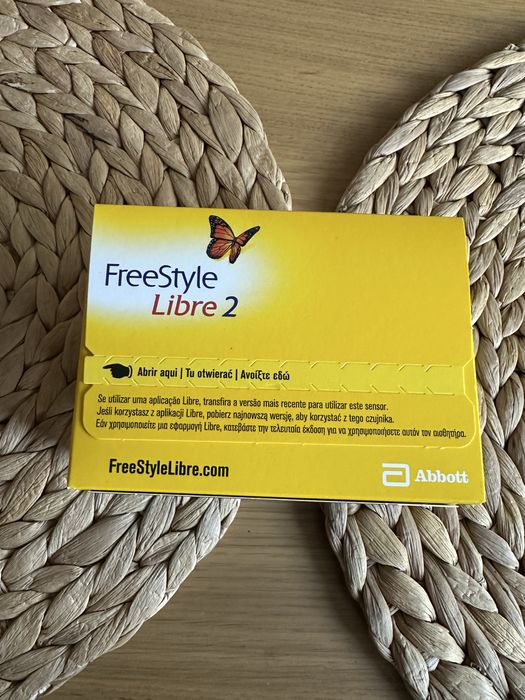 FreeStyle
Libre 2
Abrir aqui | Tu otwierać | Ανοίξτε εδώ
Se utilizar uma aplicação Libre, transfira a versão mais recente para utilizar este sensor.
Jeśli korzystasz z aplikacji Libre, pobierz najnowszą wersję, aby korzystać z tego czujnika.
Εάν χρησιμοποιείτε μια εφαρμογή Libre, κατεβάστε την τελευταία έκδοση για να χρησιμοποιήσετε αυτόν τον αισθητήρα.
FreeStyleLibre.com
Abbott